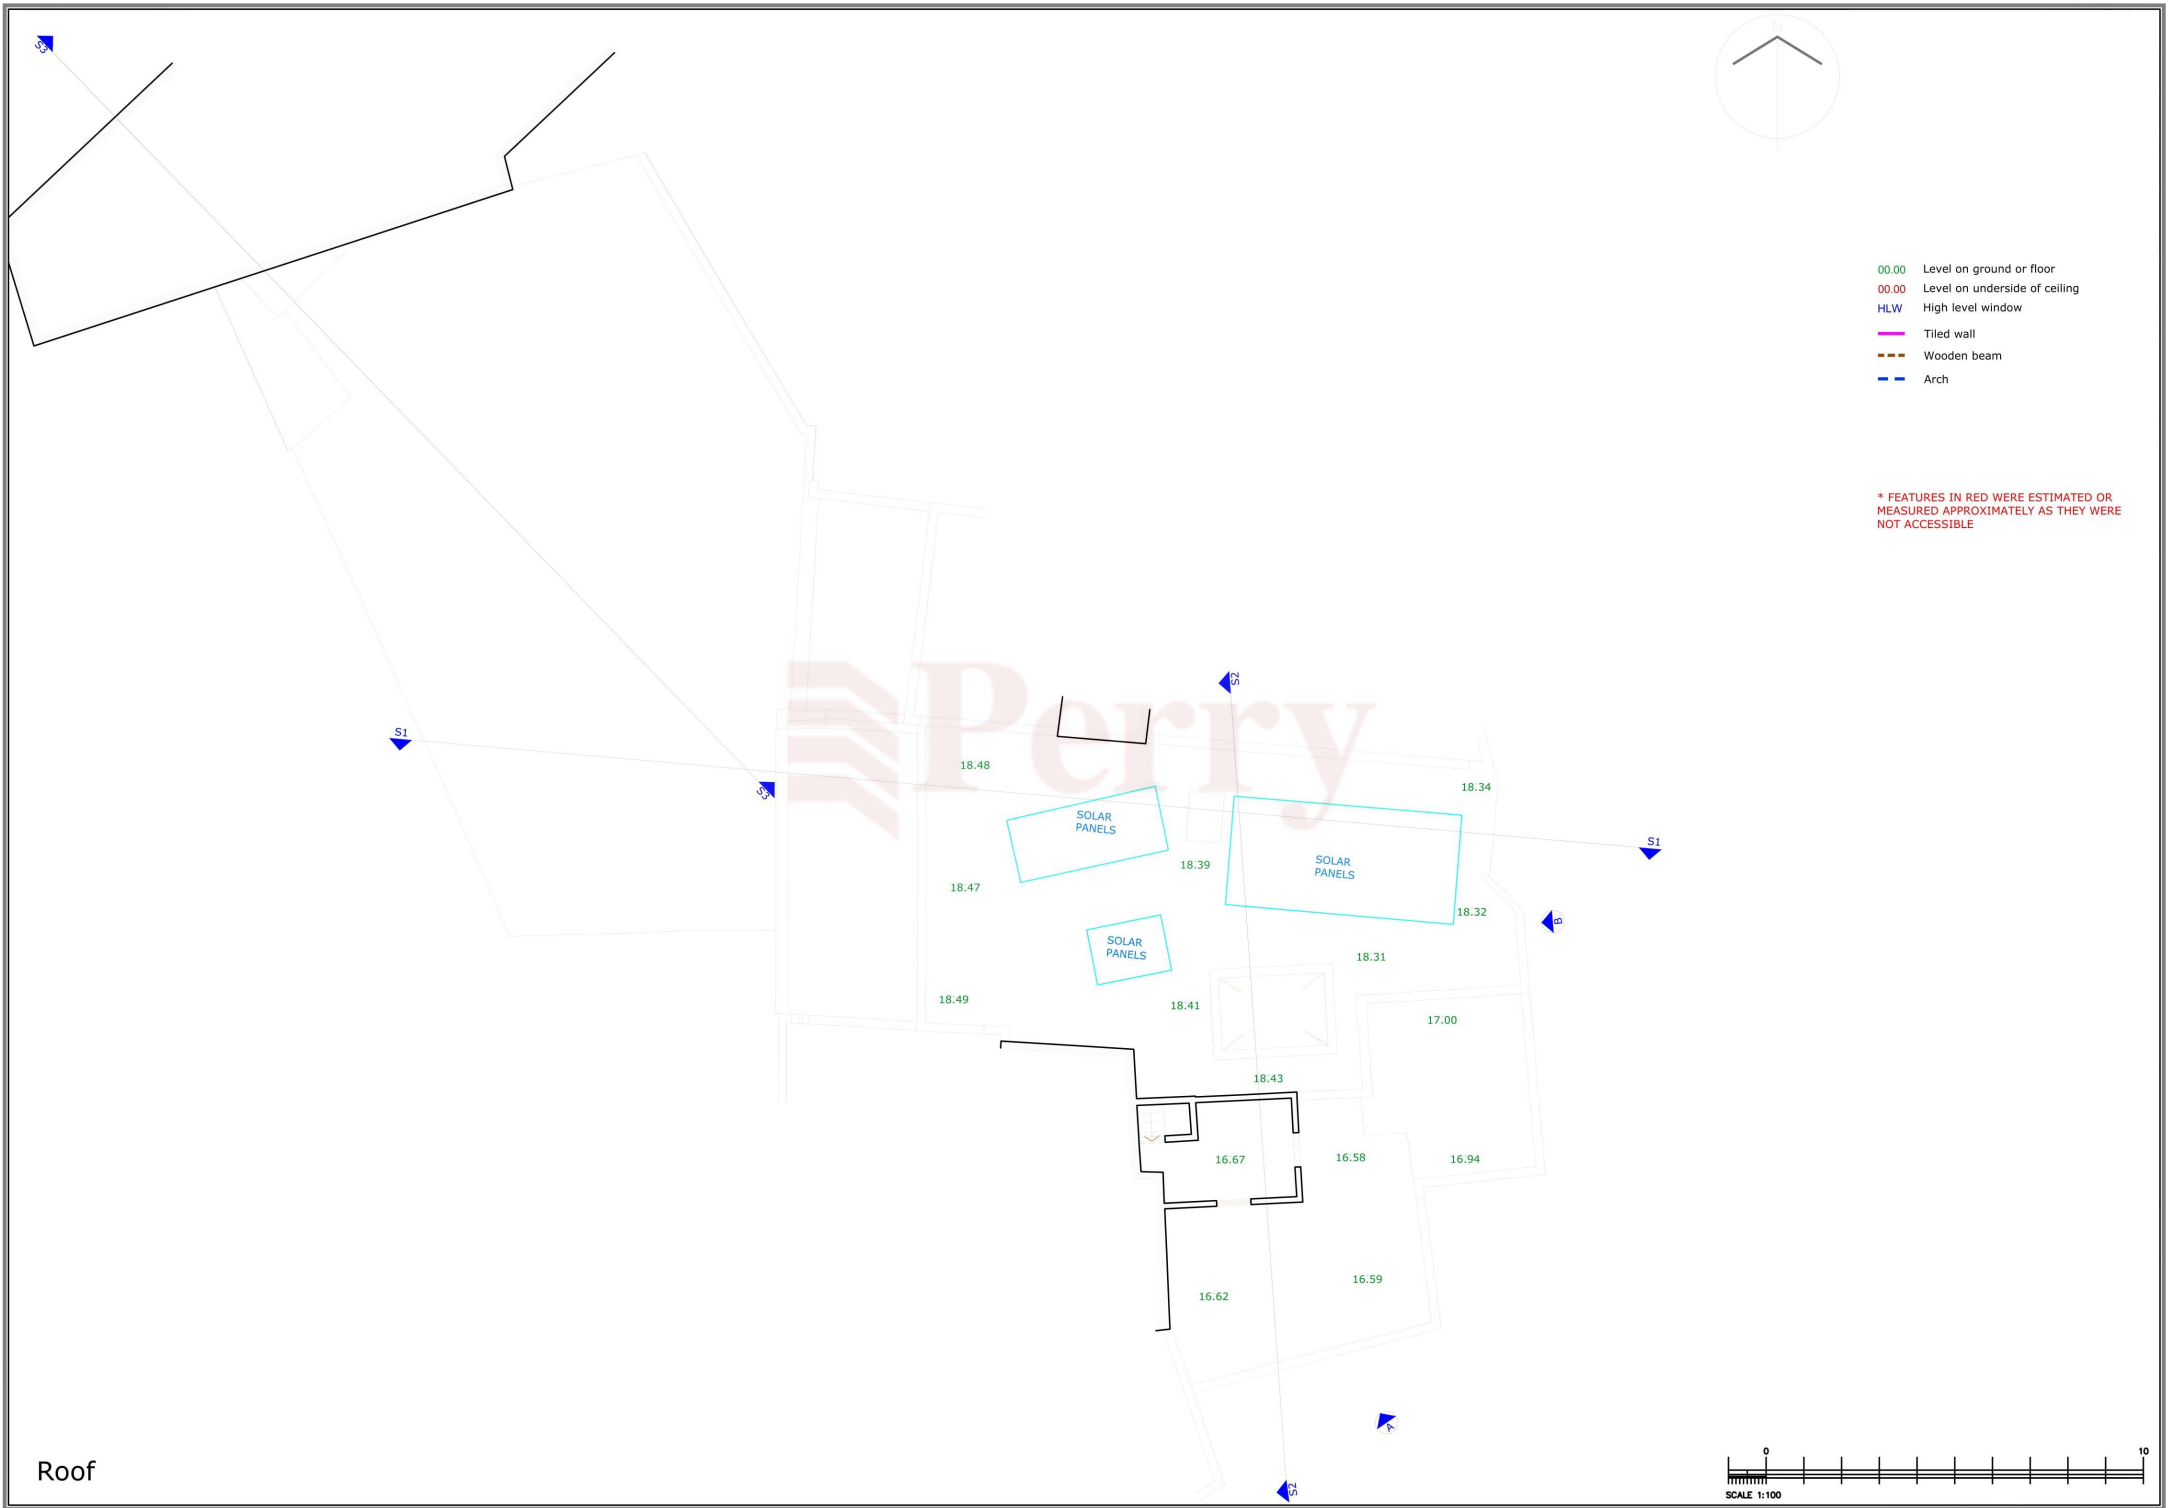 S3
N
00.00 Level on ground or floor
00.00 Level on underside of ceiling
HLW High level window
Tiled wall
Wooden beam
Arch
* FEATURES IN RED WERE ESTIMATED OR
MEASURED APPROXIMATELY AS THEY WERE
NOT ACCESSIBLE
Perry
S2
S1
S3
18.48
18.34
SOLAR
PANELS
S1
18.39
SOLAR
PANELS
18.47
18.32
B
SOLAR
PANELS
18.31
18.49
18.41
17.00
18.43
16.67
16.58
16.94
16.59
16.62
A
S2
Roof
0
10
SCALE 1:100